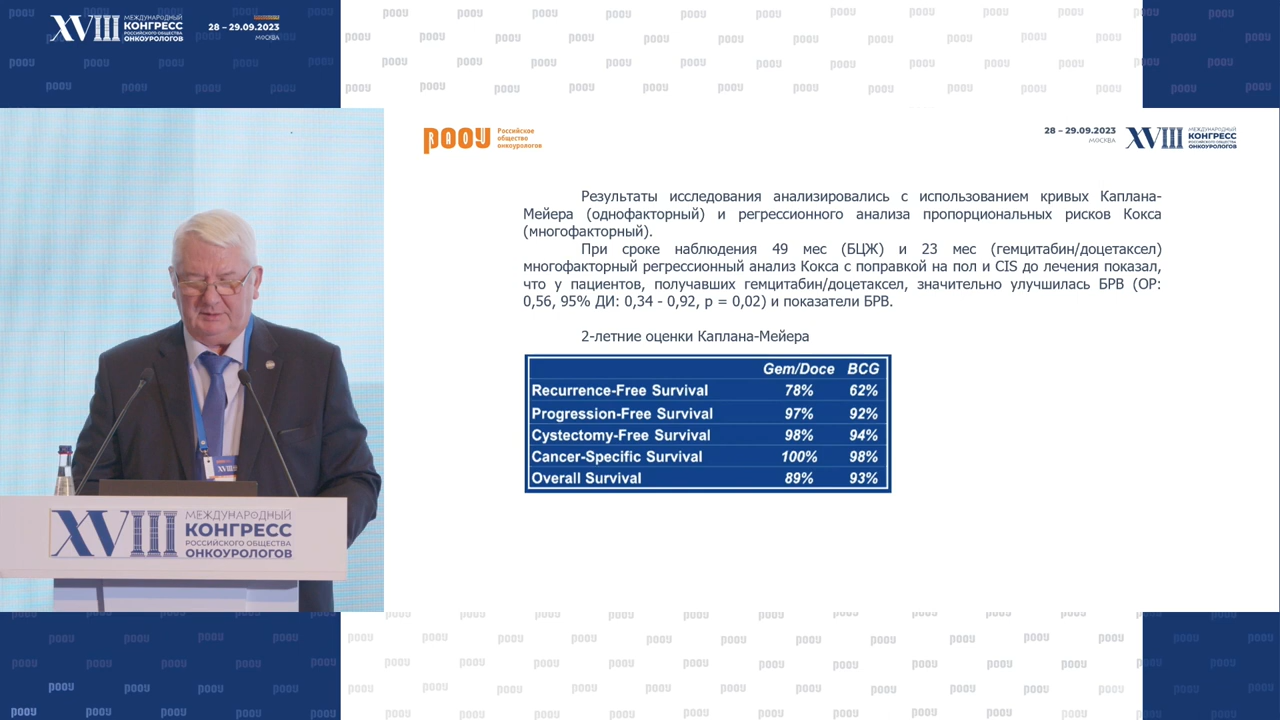 XVIII МЕЖДУНАРОДНЫЙ
КОНГРЕСС
РОССИЙСКОГО ОБЩЕСТВА
ОНКОУРОЛОГОВ
28 – 29.09.2023
МОСКВА
РООУ Российское
общество
онкоурологов
28 – 29.09.2023
МОСКВА
XVIII МЕЖДУНАРОДНЫЙ
КОНГРЕСС
РОССИЙСКОГО ОБЩЕСТВА
ОНКОУРОЛОГОВ
Результаты исследования анализировались с использованием кривых Каплана-
Мейера (однофакторный) и регрессионного анализа пропорциональных рисков Кокса
(многофакторный).
При сроке наблюдения 49 мес (БЦЖ) и 23 мес (гемцитабин/доцетаксел)
многофакторный регрессионный анализ Кокса с поправкой на пол и CIS до лечения показал,
что у пациентов, получавших гемцитабин/доцетаксел, значительно улучшилась БРВ (ОР:
0,56, 95% ДИ: 0,34 - 0,92, p = 0,02) и показатели БРВ.
2-летние оценки Каплана-Мейера
Gem/Doce BCG
Recurrence-Free Survival 78% 62%
Progression-Free Survival 97% 92%
Cystectomy-Free Survival 98% 94%
Cancer-Specific Survival 100% 98%
Overall Survival 89% 93%
XVIII МЕЖДУНАРОДНЫЙ
КОНГРЕСС
РОССИЙСКОГО ОБЩЕСТВА
ОНКОУРОЛОГОВ